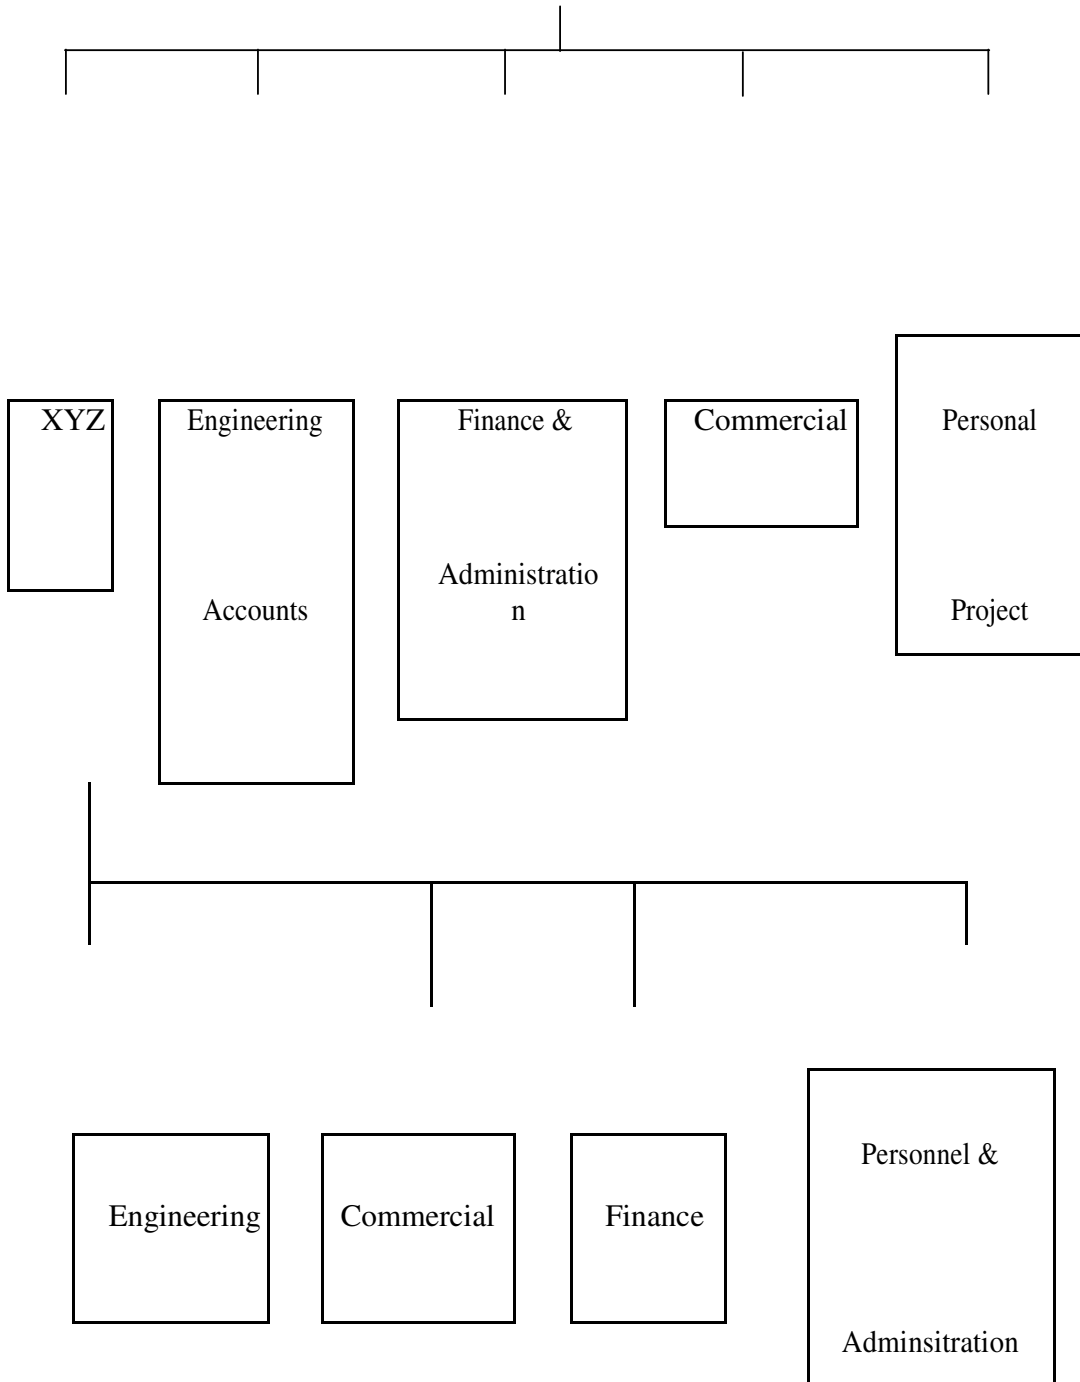 XYZ
Engineering
Accounts
Finance &
Administratio
n
Commercial
Personal
Project
Engineering
Commercial
Finance
Personnel &
Adminsitration